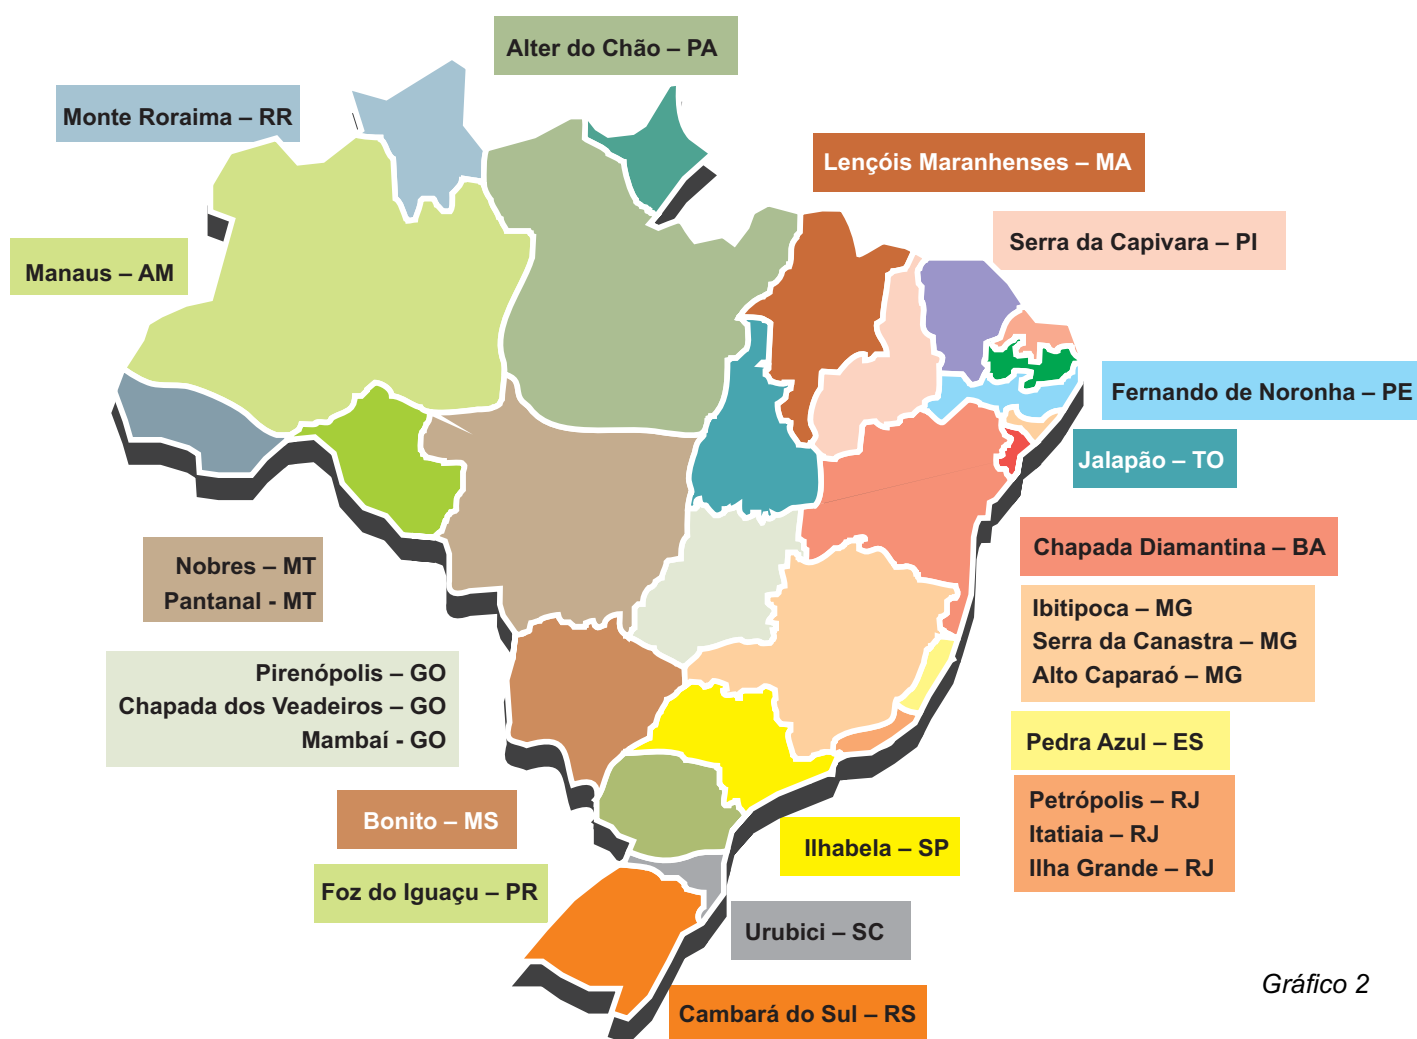 Alter do Chão – PA
Monte Roraima – RR
Lençóis Maranhenses – MA
Serra da Capivara – PI
Manaus – AM
Fernando de Noronha – PE
Jalapão – TO
Chapada Diamantina – BA
Nobres – MT
Pantanal - MT
Ibitipoca – MG
Serra da Canastra – MG
Alto Caparaó – MG
Pirenópolis – GO
Chapada dos Veadeiros – GO
Mambaí - GO
Pedra Azul – ES
Petrópolis – RJ
Itatiaia – RJ
Ilha Grande – RJ
Bonito – MS
Ilhabela – SP
Foz do Iguaçu – PR
Urubici – SC
Cambará do Sul – RS
Gráfico 2